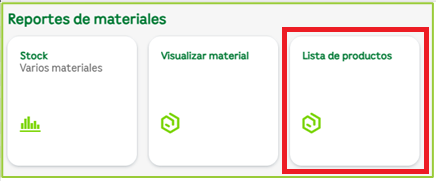 Reportes de materiales
Stock
Varios materiales
Visualizar material
Lista de productos